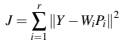 J = \sum_{i=1}^{r} \|Y - W_i P_i\|^2